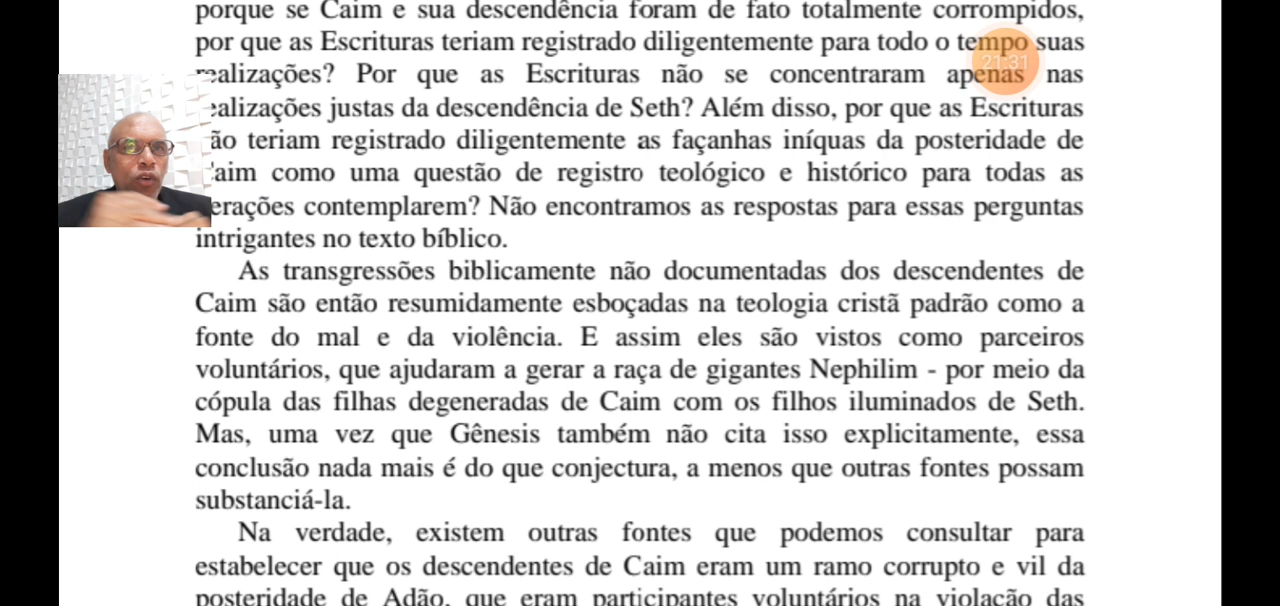 porque se Caim e sua descendência foram de fato totalmente corrompidos,
por que as Escrituras teriam registrado diligentemente para todo o tempo suas
21:31
realizações? Por que as Escrituras não se concentraram apenas nas
realizações justas da descendência de Seth? Além disso, por que as Escrituras
não teriam registrado diligentemente as façanhas iníquas da posteridade de
Caim como uma questão de registro teológico e histórico para todas as
gerações contemplarem? Não encontramos as respostas para essas perguntas
intrigantes no texto bíblico.
As transgressões biblicamente não documentadas dos descendentes de
Caim são então resumidamente esboçadas na teologia cristã padrão como a
fonte do mal e da violência. E assim eles são vistos como parceiros
voluntários, que ajudaram a gerar a raça de gigantes Nephilim - por meio da
cópula das filhas degeneradas de Caim com os filhos iluminados de Seth.
Mas, uma vez que Gênesis também não cita isso explicitamente, essa
conclusão nada mais é do que conjectura, a menos que outras fontes possam
substanciá-la.
Na verdade, existem outras fontes que podemos consultar para
estabelecer que os descendentes de Caim eram um ramo corrupto e vil da
posteridade de Adão, que eram participantes voluntários na violação das